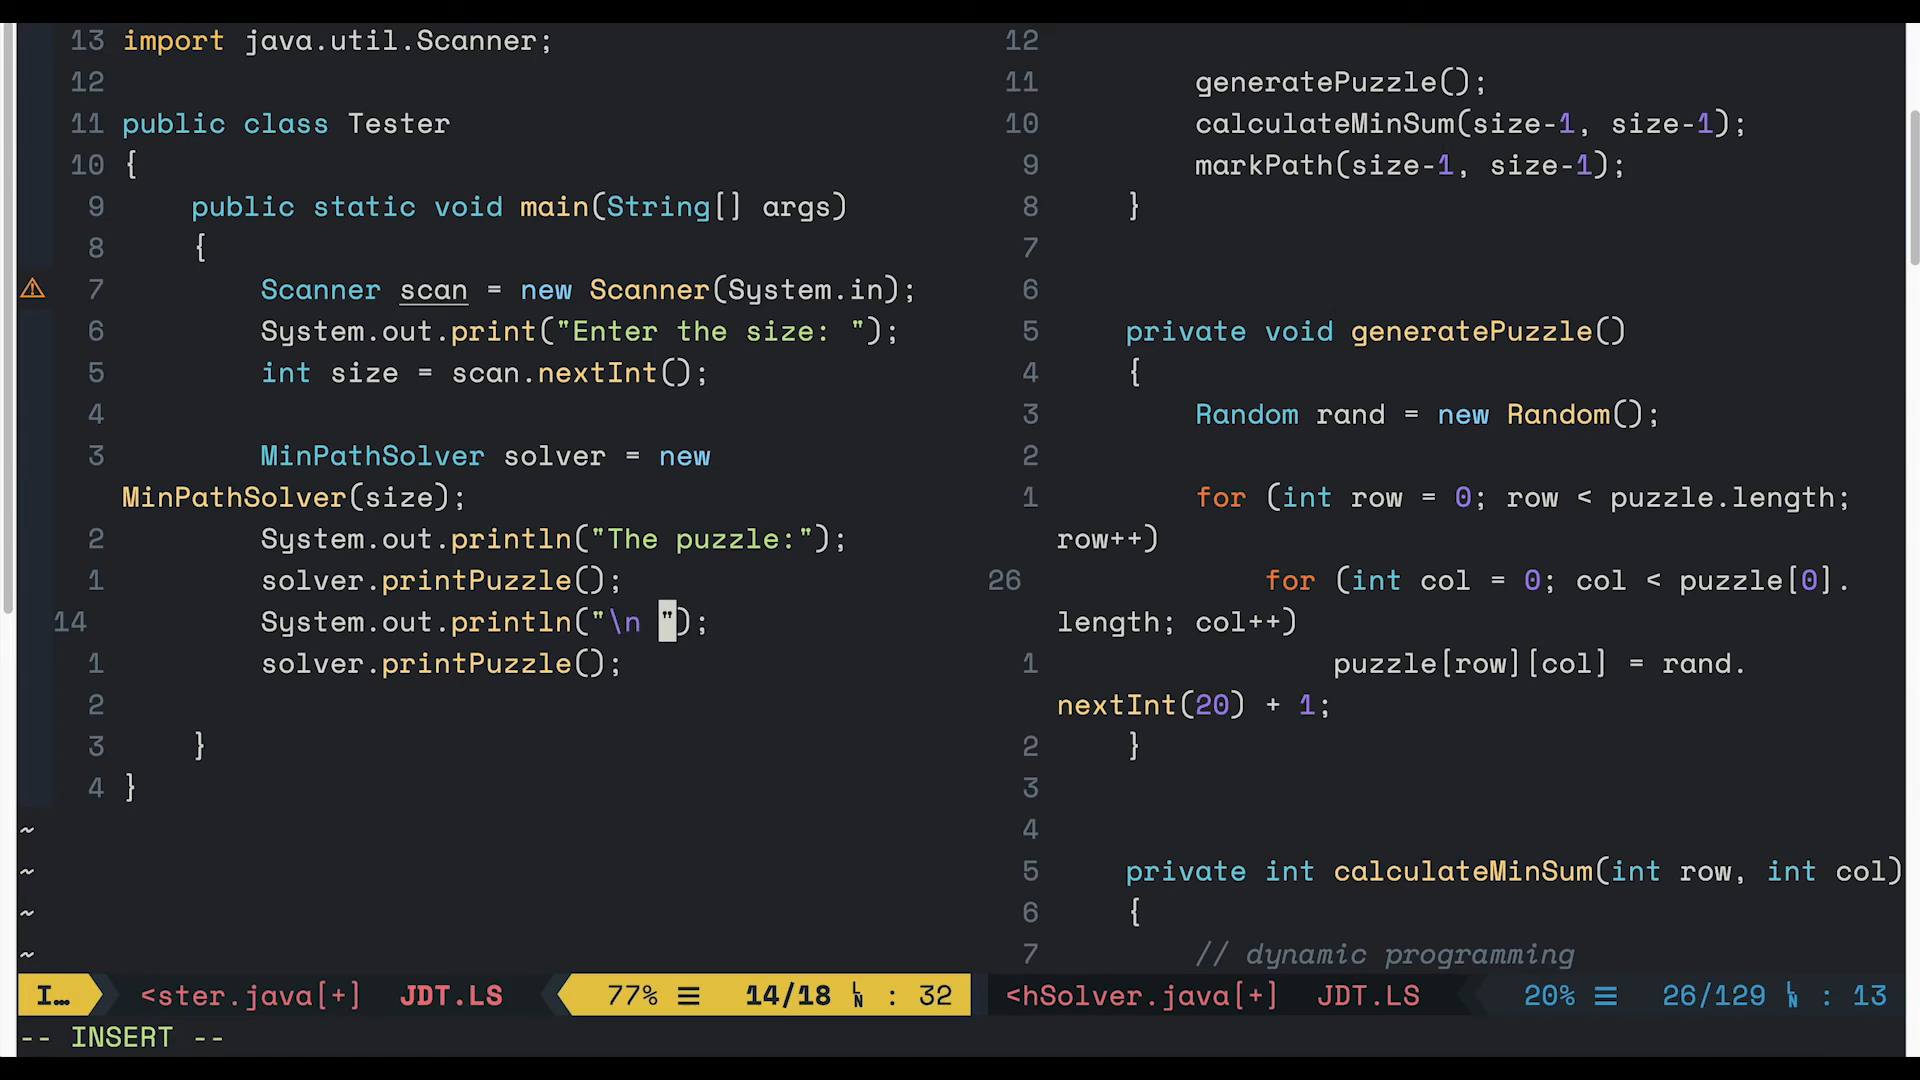 13 import java.util.Scanner;
12
11 public class Tester
10 {
9     public static void main(String[] args)
8     {
7         Scanner scan = new Scanner(System.in);
6         System.out.print("Enter the size: ");
5         int size = scan.nextInt();
4
3         MinPathSolver solver = new
MinPathSolver(size);
2         System.out.println("The puzzle:");
1         solver.printPuzzle();
14         System.out.println("\n ");
1         solver.printPuzzle();
2
3     }
4 }
~
~
~
~
I… <ster.java[+] JDT.LS 77% ☰ 14/18 LN : 32
-- INSERT --
12
11         generatePuzzle();
10         calculateMinSum(size-1, size-1);
9         markPath(size-1, size-1);
8     }
7
6
5     private void generatePuzzle()
4     {
3         Random rand = new Random();
2
1         for (int row = 0; row < puzzle.length;
row++)
26             for (int col = 0; col < puzzle[0].
length; col++)
1                 puzzle[row][col] = rand.
nextInt(20) + 1;
2     }
3
4
5     private int calculateMinSum(int row, int col)
6     {
7         // dynamic programming
<hSolver.java[+] JDT.LS 20% ☰ 26/129 LN : 13